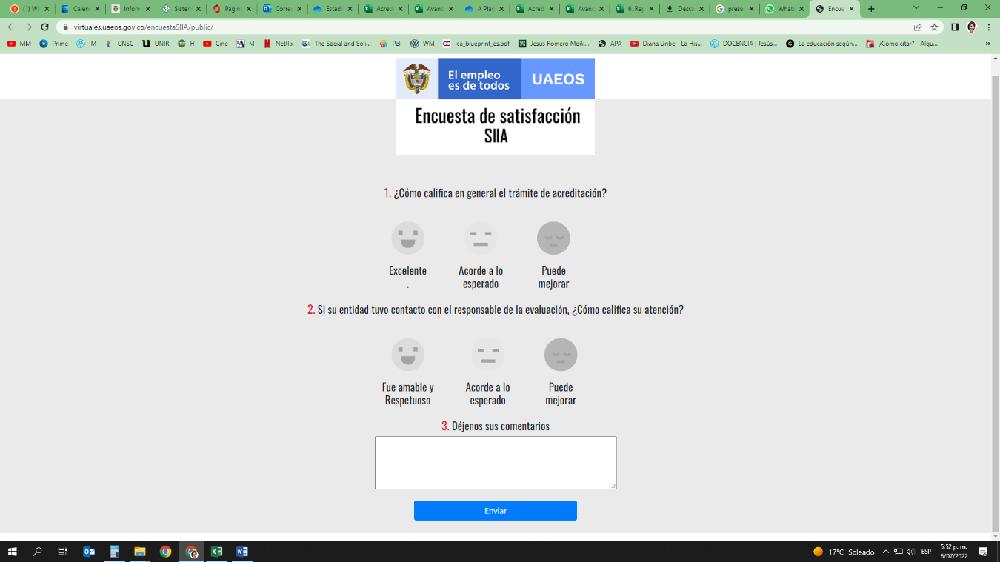 (1) Wh
Calen
Inform
Sistem
Página
Corre
Estadi
Acred
Avanc
A Plan
Acred
Avanc
6. Rep
Desca
prese
Whats
Encue
virtuales.uaeos.gov.co/encuestaSIIA/public/
MM
Prime
M
CNSC
UNIR
H
Cine
M
Netflix
The Social and Soli...
Peli
WM
ica_blueprint_es.pdf
Jesús Romero Moñi...
APA
Diana Uribe - La His...
DOCENCIA | Jesús...
La educación según...
¿Cómo citar? - Algu...
El empleo
es de todos
UAEOS
Encuesta de satisfacción
SIIA
1. ¿Cómo califica en general el trámite de acreditación?
Excelente
.
Acorde a lo
esperado
Puede
mejorar
2. Si su entidad tuvo contacto con el responsable de la evaluación, ¿Cómo califica su atención?
Fue amable y
Respetuoso
Acorde a lo
esperado
Puede
mejorar
3. Déjenos sus comentarios
Enviar
17°C Soleado
ESP
5:52 p. m.
6/07/2022